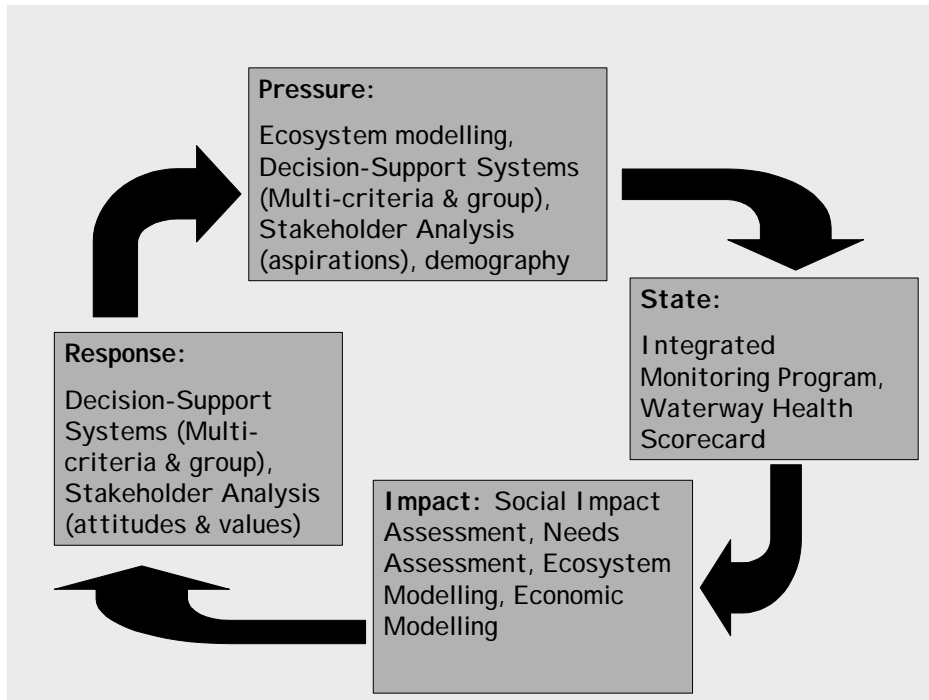 Pressure:
Ecosystem modelling,
Decision-Support Systems
(Multi-criteria & group),
Stakeholder Analysis
(aspirations), demography
State:
Integrated
Monitoring Program,
Waterway Health
Scorecard
Impact: Social Impact
Assessment, Needs
Assessment, Ecosystem
Modelling, Economic
Modelling
Response:
Decision-Support
Systems (Multi-
criteria & group),
Stakeholder Analysis
(attitudes & values)